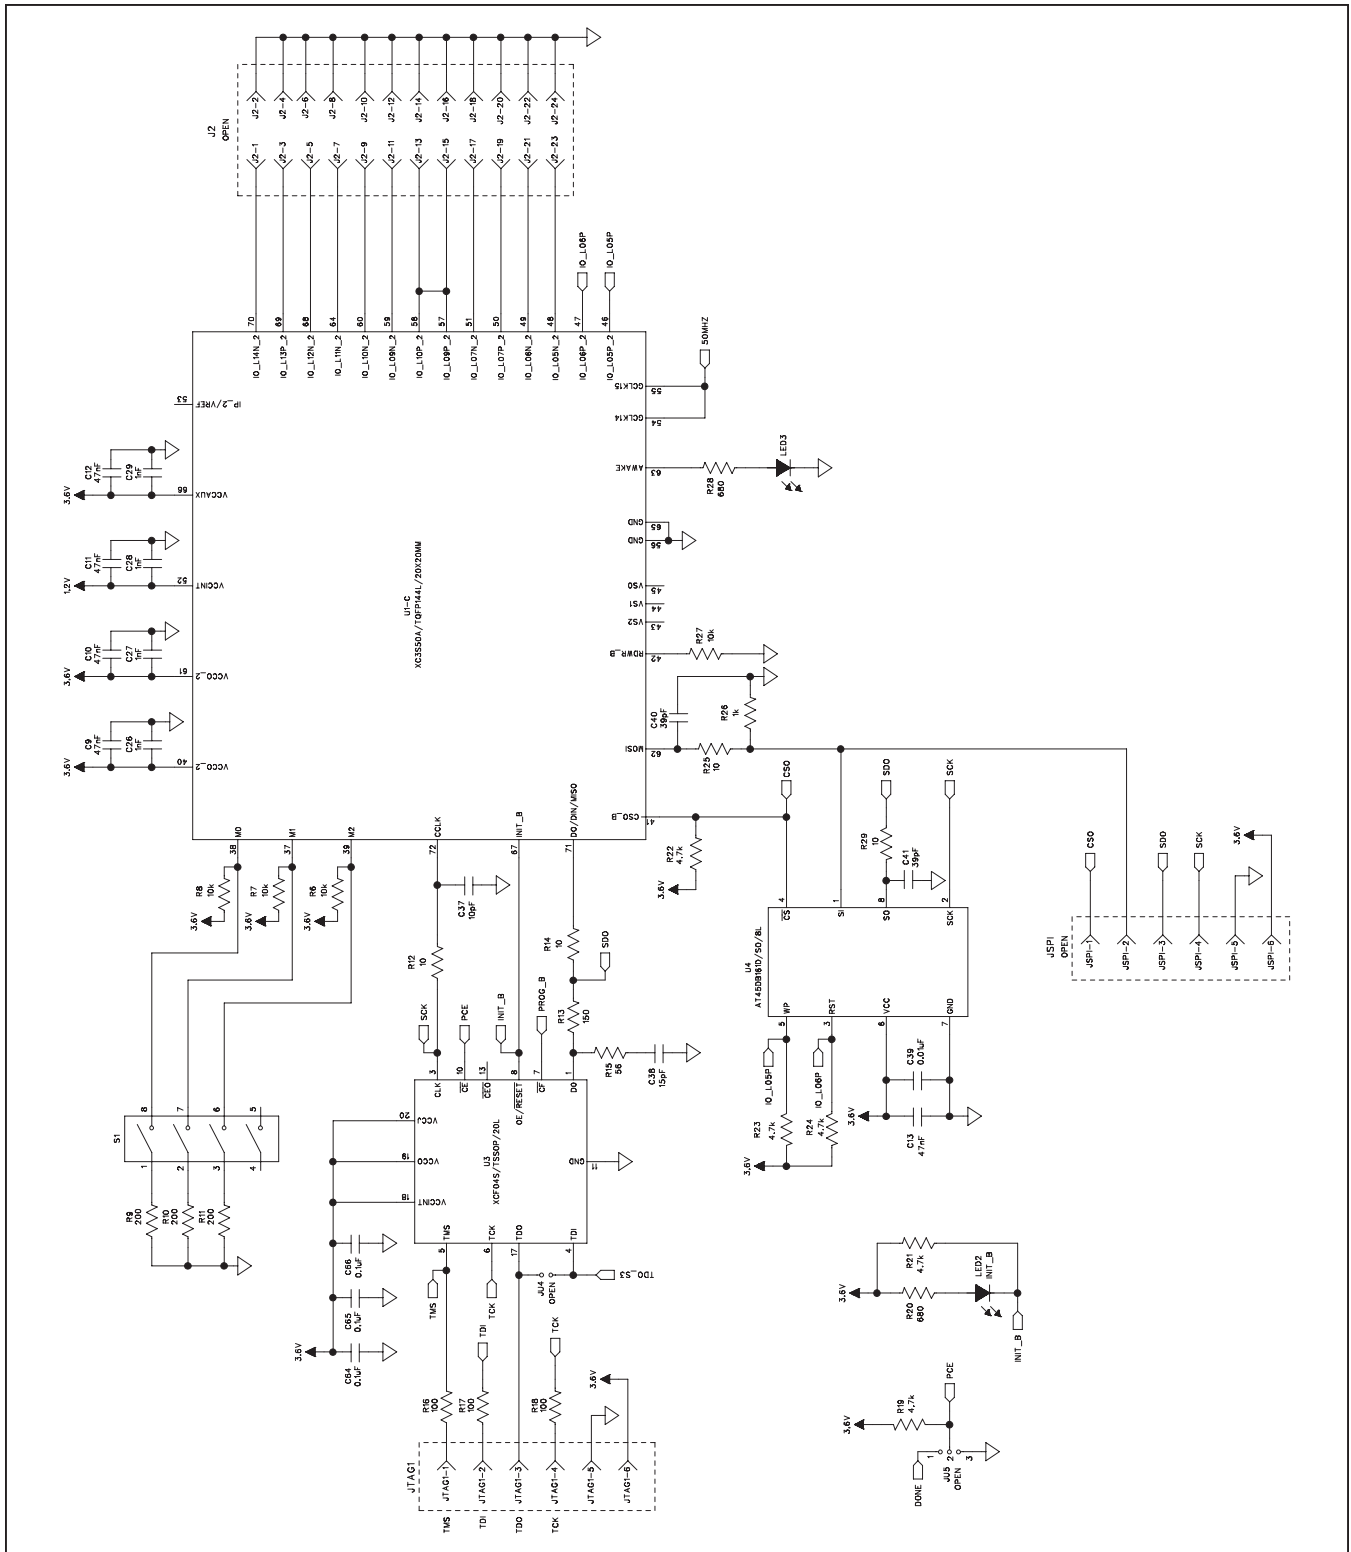 J2
OPEN
J2-2
J2-4
J2-6
J2-8
J2-10
J2-12
J2-14
J2-16
J2-18
J2-20
J2-22
J2-24
J2-1
J2-3
J2-5
J2-7
J2-9
J2-11
J2-13
J2-15
J2-17
J2-19
J2-21
J2-23
IO_L06P
IO_L05P
70
69
68
64
60
59
58
57
51
50
49
48
47
46
IO_L14N_2
IO_L13P_2
IO_L12N_2
IO_L11N_2
IO_L10N_2
IO_L09N_2
IO_L10P_2
IO_L09P_2
IO_L07N_2
IO_L07P_2
IO_L06N_2
IO_L05N_2
IO_L06P_2
IO_L05P_2
53
IP_2/VREF
3.6V
C12
47nF
C29
1nF
66
VCCAUX
1.2V
C11
47nF
C28
1nF
52
VCCINT
3.6V
C10
47nF
C27
1nF
61
VCCO_2
3.6V
C9
47nF
C26
1nF
40
VCCO_2
U1-C
XC3S50A/TQFP144L/20X20MM
GCLK15
55
GCLK14
54
50MHZ
AWAKE
63
R28
680
LED3
GND
65
GND
56
VS0
45
VS1
44
VS2
43
RDWR_B
42
R27
10k
C40
39pF
R26
1k
MOSI
62
R25
10
CSO_B
41
R22
4.7k
3.6V
M0
38
M1
37
M2
39
CCLK
72
INIT_B
67
DO/DIN/MISO
71
R8
10k
3.6V
R7
10k
3.6V
R6
10k
3.6V
C37
10pF
R12
10
R14
10
SDO
R13
150
SCK
PCE
INIT_B
PROG_B
R15
56
C38
15pF
S1
8
7
6
5
1
2
3
4
R9
200
R10
200
R11
200
3
CLK
10
CE
13
CEO
8
OE/RESET
7
CF
1
DO
20
VCCJ
19
VCCO
18
VCCINT
U3
XCF04S/TSSOP/20L
GND
11
5
TMS
6
TCK
17
TDO
4
TDI
3.6V
C66
0.1uF
C65
0.1uF
C64
0.1uF
TMS
TCK
JU4
OPEN
TDO_S3
TDI
TCK
R16
100
R17
100
R18
100
3.6V
JTAG1
JTAG1-1
JTAG1-2
JTAG1-3
JTAG1-4
JTAG1-5
JTAG1-6
TMS
TDI
TDO
TCK
CSO
SDO
SCK
R29
10
C41
39pF
4
CS
1
SI
8
SO
2
SCK
U4
AT45DB161D/SO/8L
WP
5
RST
3
VCC
6
GND
7
IO_L05P
IO_L06P
R23
4.7k
R24
4.7k
3.6V
3.6V
C39
0.01uF
C13
47nF
CSO
SDO
SCK
3.6V
JSPI
OPEN
JSPI-1
JSPI-2
JSPI-3
JSPI-4
JSPI-5
JSPI-6
3.6V
R21
4.7k
R20
680
LED2
INIT_B
INIT_B
3.6V
R19
4.7k
PCE
DONE
1
2
3
JU5
OPEN